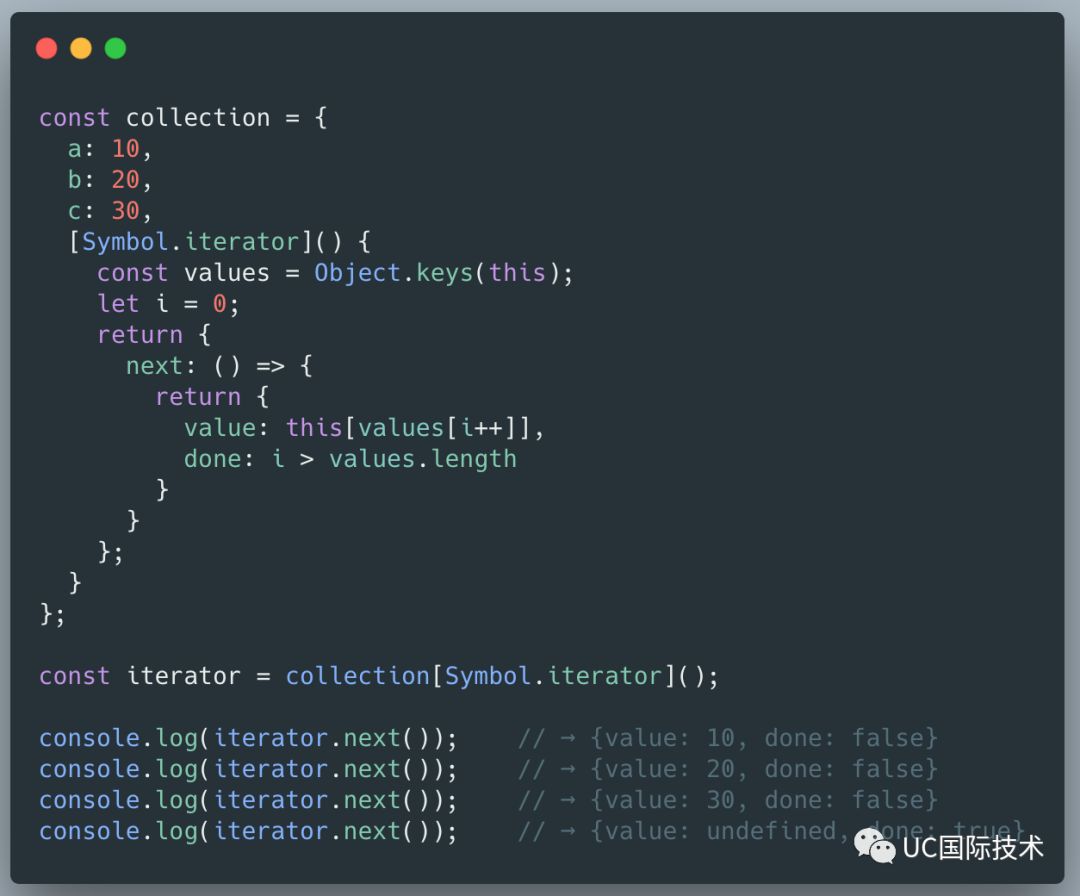 const collection = {
  a: 10,
  b: 20,
  c: 30,
  [Symbol.iterator]() {
    const values = Object.keys(this);
    let i = 0;
    return {
      next: () => {
        return {
          value: this[values[i++]],
          done: i > values.length
        }
      }
    };
  }
};

const iterator = collection[Symbol.iterator]();

console.log(iterator.next());    // → {value: 10, done: false}
console.log(iterator.next());    // → {value: 20, done: false}
console.log(iterator.next());    // → {value: 30, done: false}
console.log(iterator.next());    // → {value: undefined, done: true}
UC国际技术